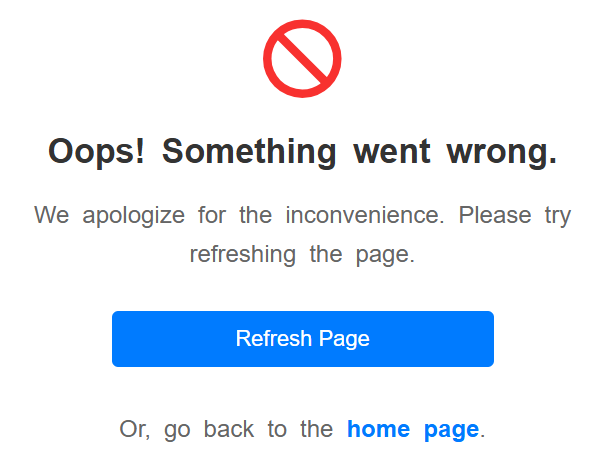 Oops! Something went wrong.
We apologize for the inconvenience. Please try
refreshing the page.
Refresh Page
Or, go back to the home page.